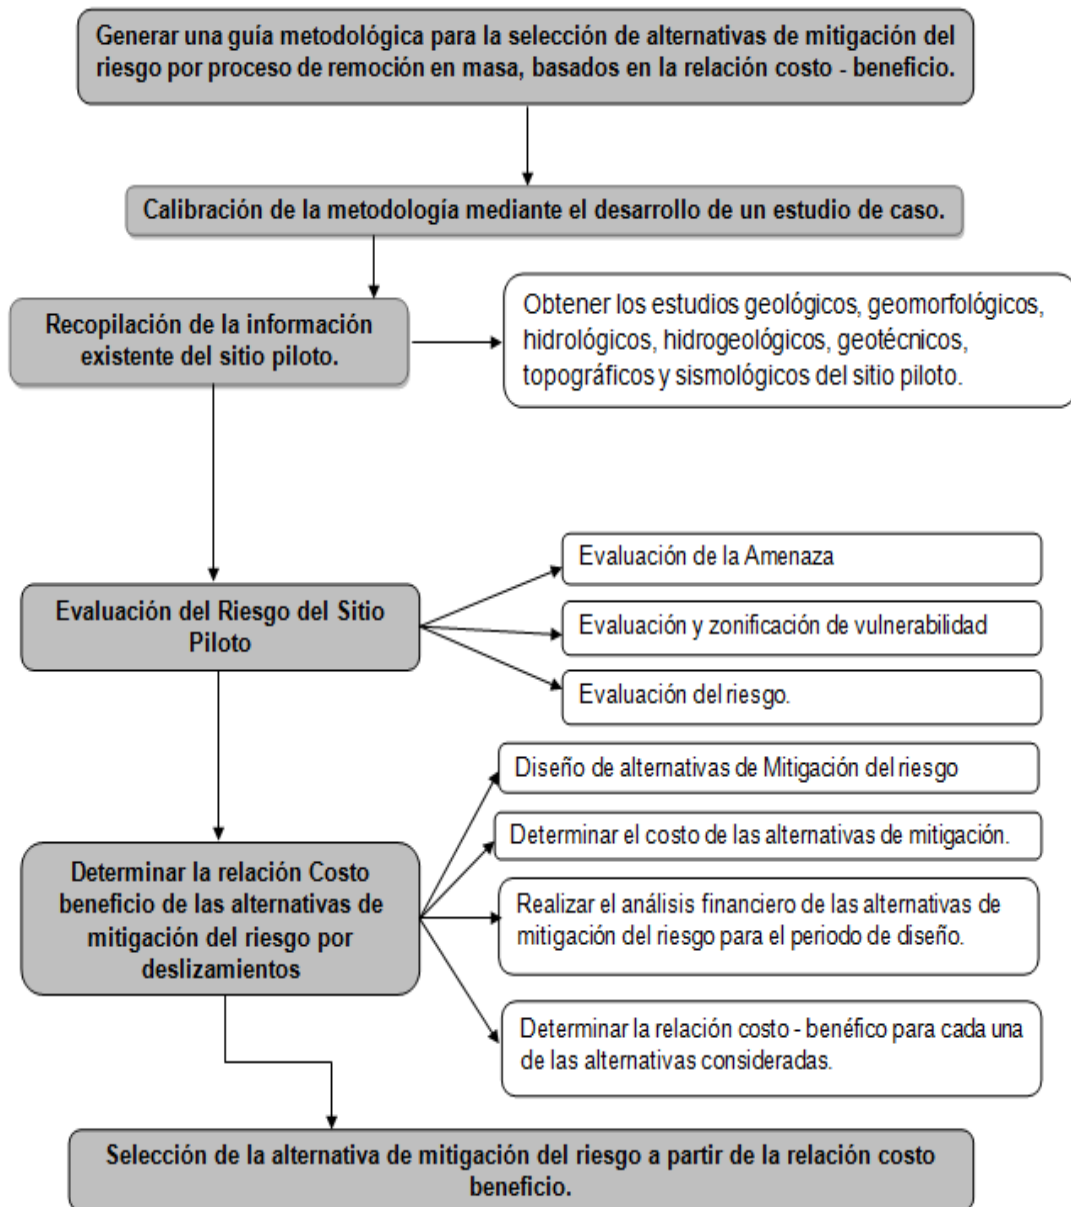 Generar una guía metodológica para la selección de alternativas de mitigación del
riesgo por proceso de remoción en masa, basados en la relación costo - beneficio.
Calibración de la metodología mediante el desarrollo de un estudio de caso.
Recopilación de la información
existente del sitio piloto.
Obtener los estudios geológicos, geomorfológicos,
hidrológicos, hidrogeológicos, geotécnicos,
topográficos y sismológicos del sitio piloto.
Evaluación del Riesgo del Sitio
Piloto
Evaluación de la Amenaza
Evaluación y zonificación de vulnerabilidad
Evaluación del riesgo.
Determinar la relación Costo
beneficio de las alternativas de
mitigación del riesgo por
deslizamientos
Diseño de alternativas de Mitigación del riesgo
Determinar el costo de las alternativas de mitigación.
Realizar el análisis financiero de las alternativas de
mitigación del riesgo para el periodo de diseño.
Determinar la relación costo - benéfico para cada una
de las alternativas consideradas.
Selección de la alternativa de mitigación del riesgo a partir de la relación costo
beneficio.